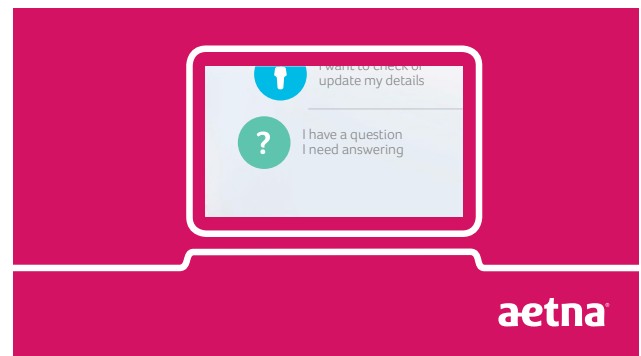 I want to check or
update my details
?
I have a question
I need answering
aetna®